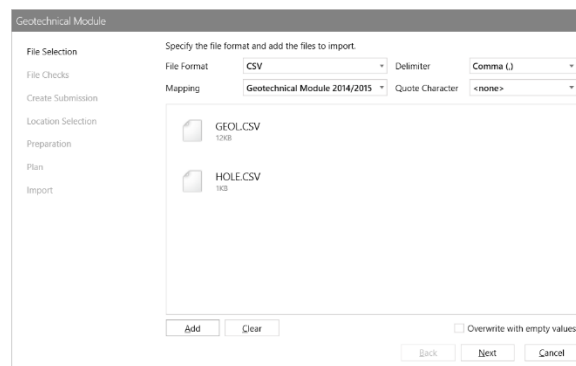 Geotechnical Module
File Selection
File Checks
Create Submission
Location Selection
Preparation
Plan
Import
Specify the file format and add the files to import.
File Format CSV Delimiter Comma (,)
Mapping Geotechnical Module 2014/2015 Quote Character <none>
GEOL.CSV
12KB
HOLE.CSV
1KB
Add Clear Overwrite with empty values
Back Next Cancel